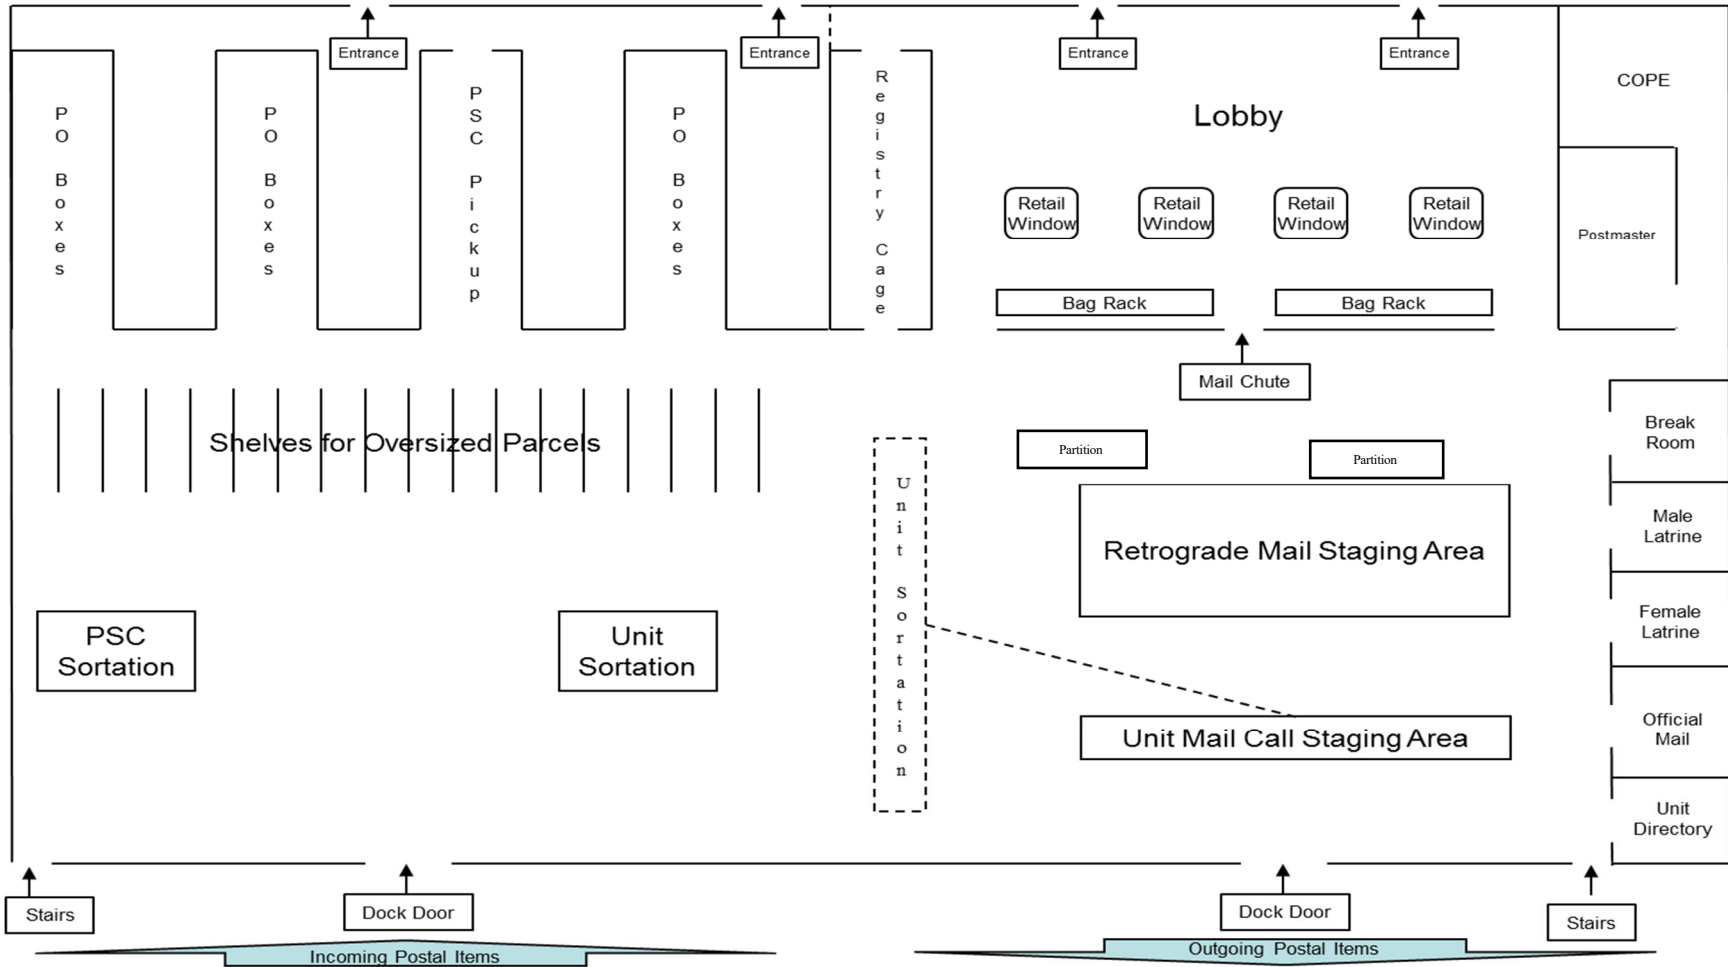 Entrance
Entrance
Entrance
Entrance
PO Boxes
PO Boxes
PSC Pickup
PO Boxes
Registry Cage
Lobby
COPE
Retail
Window
Retail
Window
Retail
Window
Retail
Window
Postmaster
Bag Rack
Bag Rack
Mail Chute
Shelves for Oversized Parcels
Partition
Partition
Break
Room
Unit Sortation
Retrograde Mail Staging Area
Male
Latrine
PSC
Sortation
Unit
Sortation
Female
Latrine
Unit Mail Call Staging Area
Official
Mail
Unit
Directory
Stairs
Dock Door
Dock Door
Stairs
Incoming Postal Items
Outgoing Postal Items